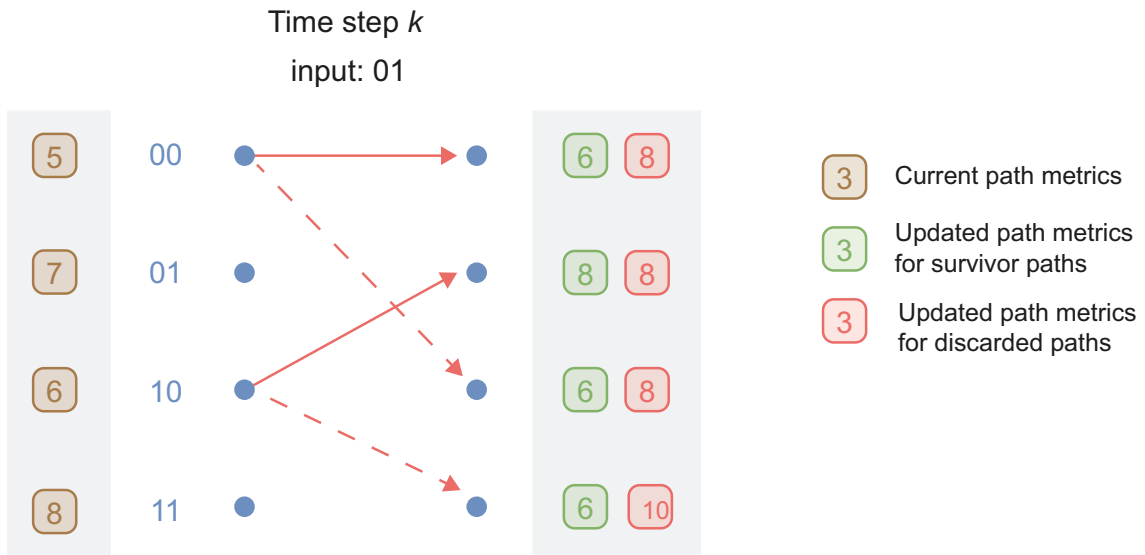 Time step k
input: 01
5 00 6 8
7 01 8 8
6 10 6 8
8 11 6 10
3 Current path metrics
3 Updated path metrics
for survivor paths
3 Updated path metrics
for discarded paths